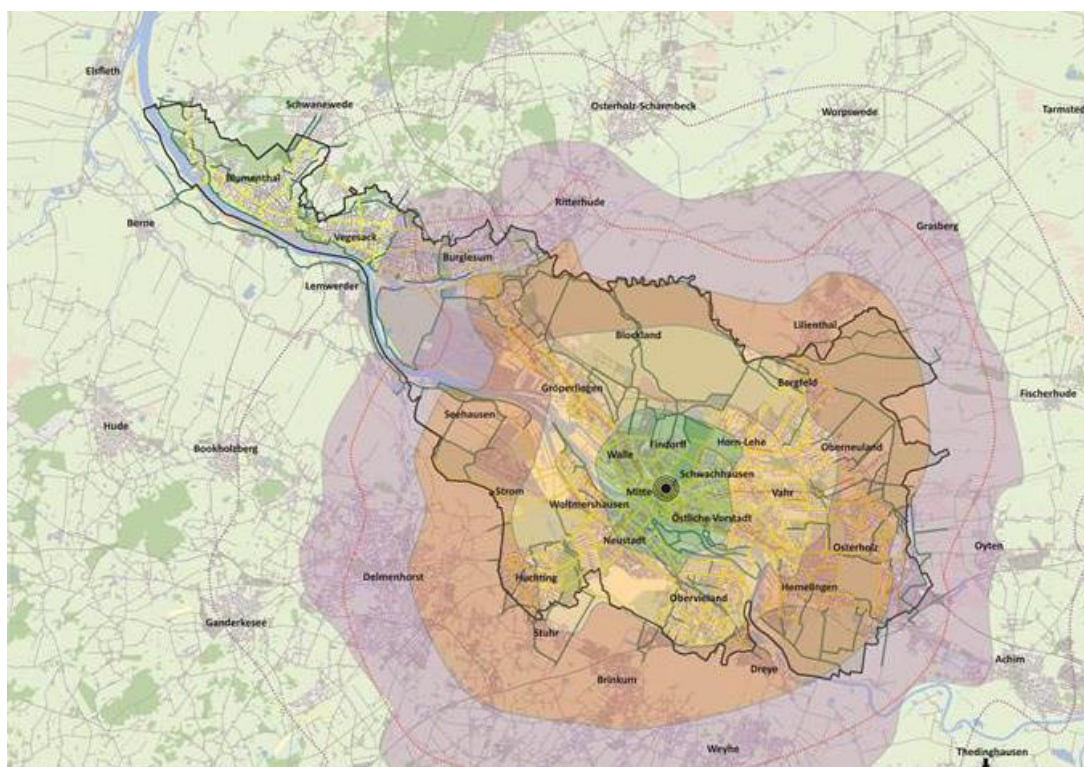 Elsfleth
Schwanewede
Osterholz-Scharmbeck
Worpswede
Tarmsted
Blumenthal
Berne
Vegesack
Ritterhude
Grasberg
Burglesum
Lemwerder
Lilienthal
Blockland
Borgfeld
Gröpelingen
Fischerhude
Seehausen
Hude
Bookholzberg
Findorff
Horn-Lehe
Oberneuland
Walle
Schwachhausen
Strom
Mitte
Vahr
Woltmershausen
Östliche Vorstadt
Neustadt
Osterholz
Oyten
Delmenhorst
Huchting
Hemelingen
Obervieland
Ganderkesee
Stuhr
Achim
Dreye
Brinkum
Weyhe
Thedinghausen